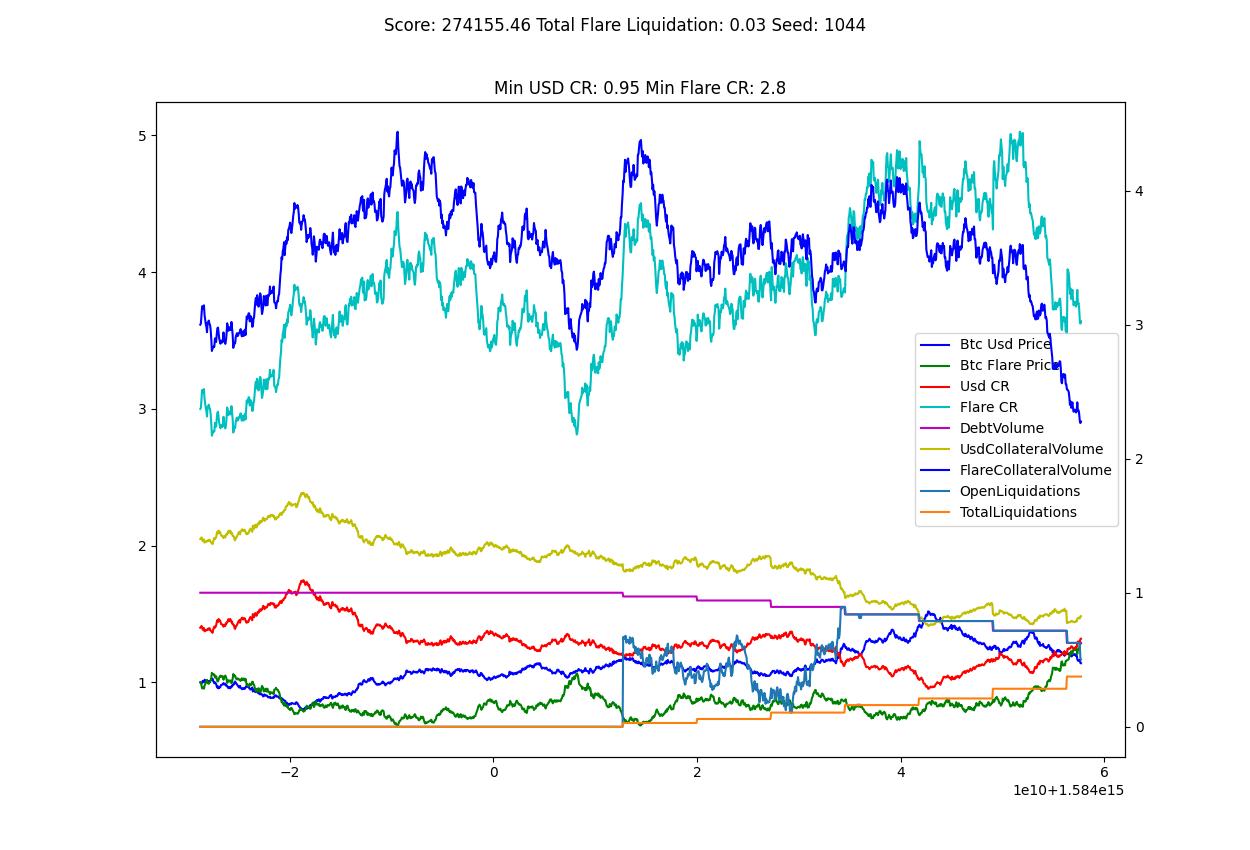 Score: 274155.46 Total Flare Liquidation: 0.03 Seed: 1044
Min USD CR: 0.95 Min Flare CR: 2.8
5
4
3
2
1
4
3
2
1
0
Btc Usd Price
Btc Flare Price
Usd CR
Flare CR
DebtVolume
UsdCollateralVolume
FlareCollateralVolume
OpenLiquidations
TotalLiquidations
−2 0 2 4 6
1e10+1.584e15